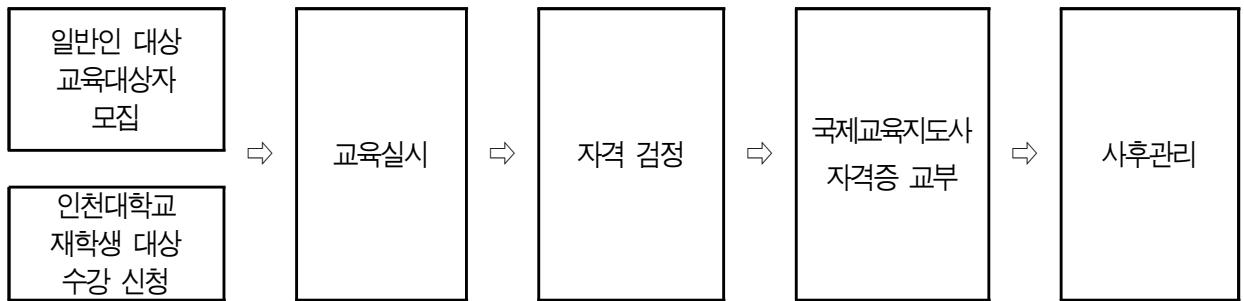 일반인 대상
교육대상자
모집
인천대학교
재학생 대상
수강 신청
⇨
교육실시
⇨
자격 검정
⇨
국제교육지도사
자격증 교부
⇨
사후관리